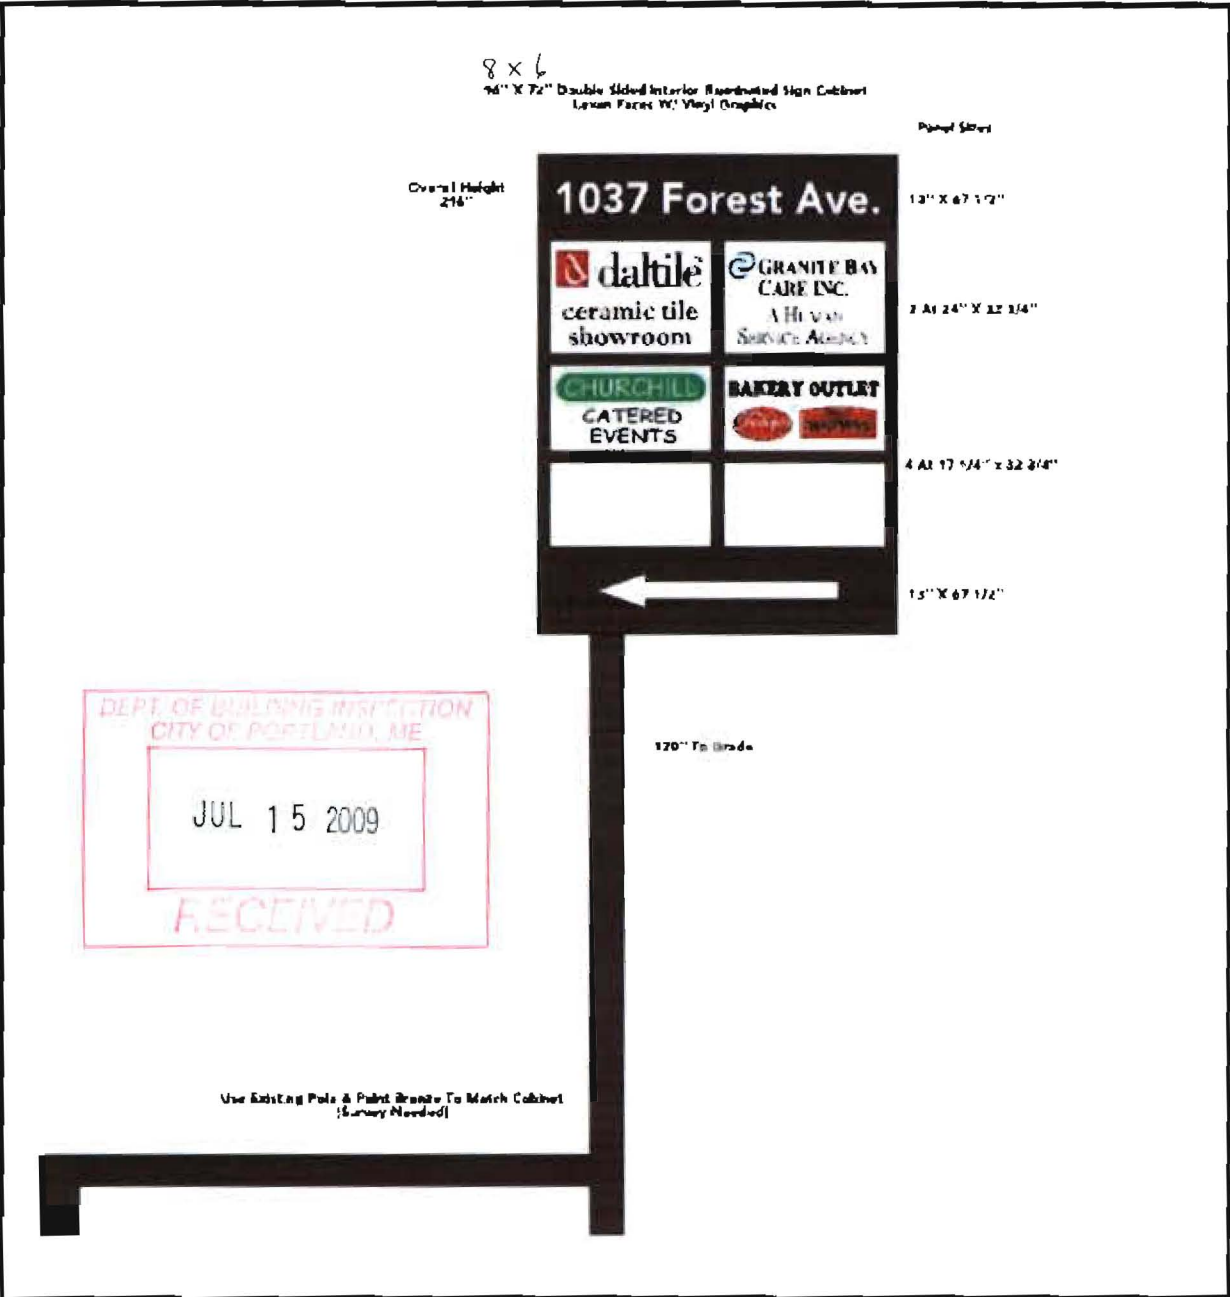 8 x 6
96" X 72" Double Sided Interior Illuminated Sign Cabinet
Lexan Faces W/ Vinyl Graphics
Panel Sizes
Overall Height
216"
1037 Forest Ave.
13" X 67 1/2"
daltile
ceramic tile
showroom
GRANITE BAY
CARE INC.
A HUMAN
SERVICE AGENCY
2 At 24" X 32 1/4"
CHURCHILL
CATERED
EVENTS
BAKERY OUTLET
4 At 17 1/4" x 32 3/4"
13" X 67 1/2"
DEPT. OF BUILDING INSPECTION
CITY OF PORTLAND, ME
JUL 15 2009
RECEIVED
120" To Grade
Use Existing Pole & Paint Bronze To Match Cabinet
(Survey Needed)